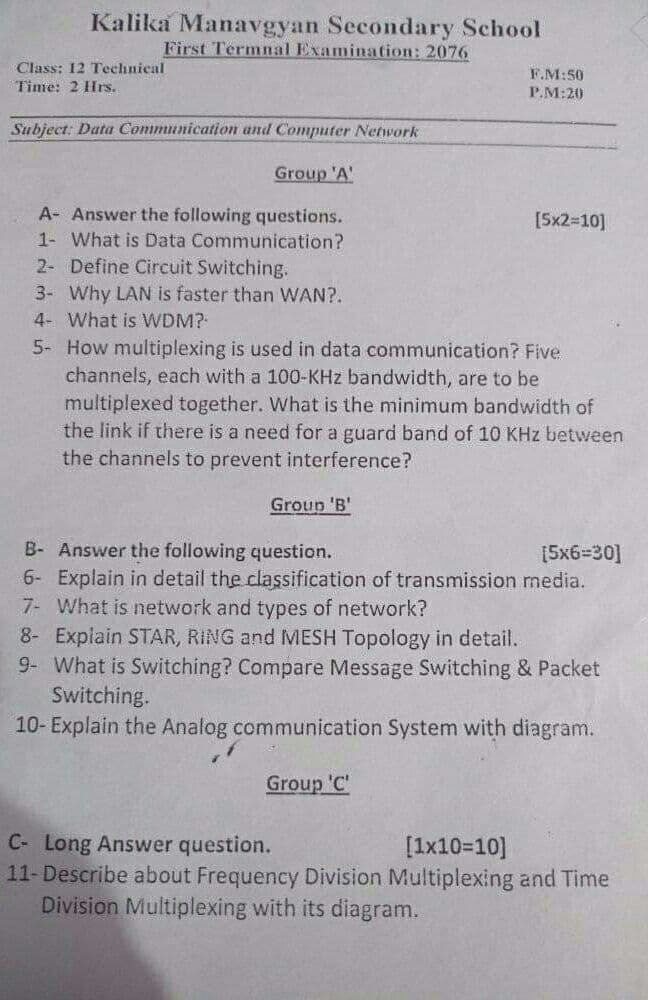 Kalika Manavgyan Secondary School
First Termnal Examination: 2076
Class: 12 Technical
F.M:50
Time: 2 Hrs.
P.M:20
Subject: Data Communication and Computer Network
Group 'A'
A- Answer the following questions. [5x2=10]
1- What is Data Communication?
2- Define Circuit Switching.
3- Why LAN is faster than WAN?.
4- What is WDM?
5- How multiplexing is used in data communication? Five
channels, each with a 100-KHz bandwidth, are to be
multiplexed together. What is the minimum bandwidth of
the link if there is a need for a guard band of 10 KHz between
the channels to prevent interference?
Group 'B'
B- Answer the following question. [5x6=30]
6- Explain in detail the classification of transmission media.
7- What is network and types of network?
8- Explain STAR, RING and MESH Topology in detail.
9- What is Switching? Compare Message Switching & Packet
Switching.
10- Explain the Analog communication System with diagram.
Group 'C'
C- Long Answer question. [1x10=10]
11- Describe about Frequency Division Multiplexing and Time
Division Multiplexing with its diagram.